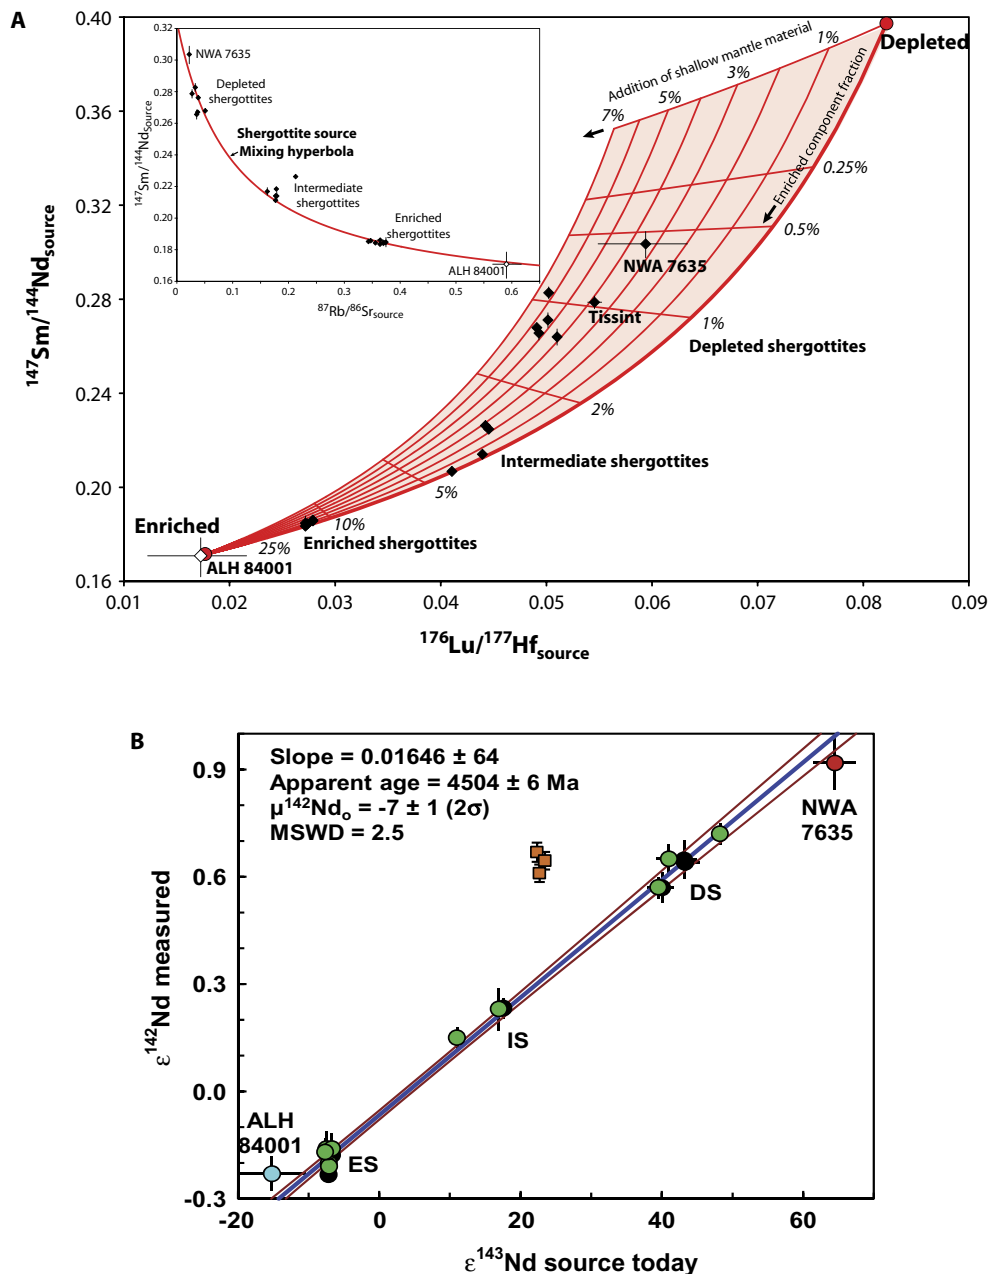 A
0.40
0.36
0.32
0.28
0.24
0.20
0.16
147Sm/144Ndsource
0.01
0.02
0.03
0.04
0.05
0.06
0.07
0.08
0.09
176Lu/177Hfsource
0.32
0.30
0.28
0.26
0.24
0.22
0.20
0.18
0.16
147Sm/144Ndsource
0
0.1
0.2
0.3
0.4
0.5
0.6
87Rb/86Srsource
NWA 7635
Depleted
shergottites
Shergottite source
Mixing hyperbola
Intermediate
shergottites
Enriched
shergottites
ALH 84001
Addition of shallow mantle material
1%
3%
5%
7%
Depleted
Enriched component fraction
0.25%
0.5%
NWA 7635
Tissint
1%
Depleted shergottites
2%
Intermediate shergottites
5%
10%
Enriched shergottites
25%
Enriched
ALH 84001
B
Slope = 0.01646 ± 64
Apparent age = 4504 ± 6 Ma
μ142Ndo = -7 ± 1 (2σ)
MSWD = 2.5
0.9
0.6
0.3
0.0
-0.3
ε142Nd measured
NWA
7635
DS
IS
ALH
84001
ES
-20
0
20
40
60
ε143Nd source today